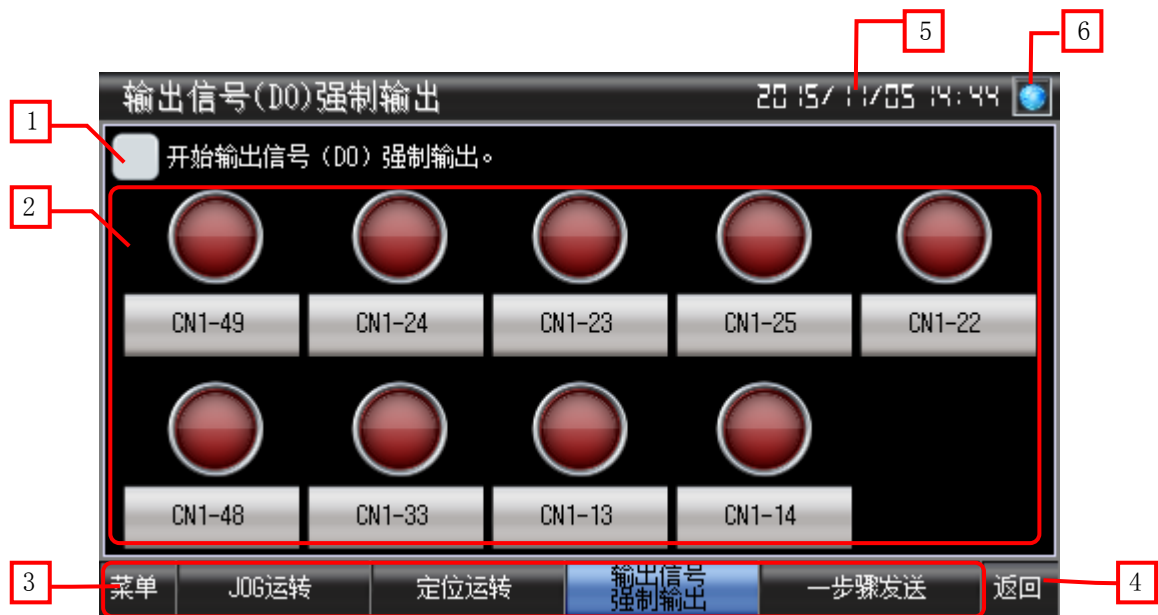 5 6
输出信号(DO)强制输出 2015/11/05 14:44
1
开始输出信号（DO）强制输出。
2
CN1-49 CN1-24 CN1-23 CN1-25 CN1-22
CN1-48 CN1-33 CN1-13 CN1-14
3 菜单 JOG运转 定位运转 输出信号 一步骤发送 返回 4
强制输出